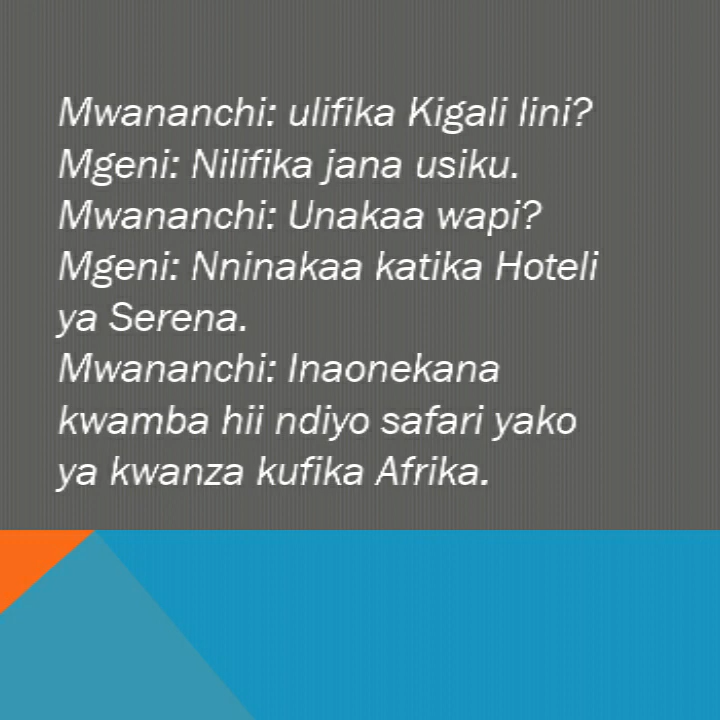 Mwananchi: ulifika Kigali lini?
Mgeni: Nilifika jana usiku.
Mwananchi: Unakaa wapi?
Mgeni: Nninakaa katika Hoteli
ya Serena.
Mwananchi: Inaonekana
kwamba hii ndiyo safari yako
ya kwanza kufika Afrika.